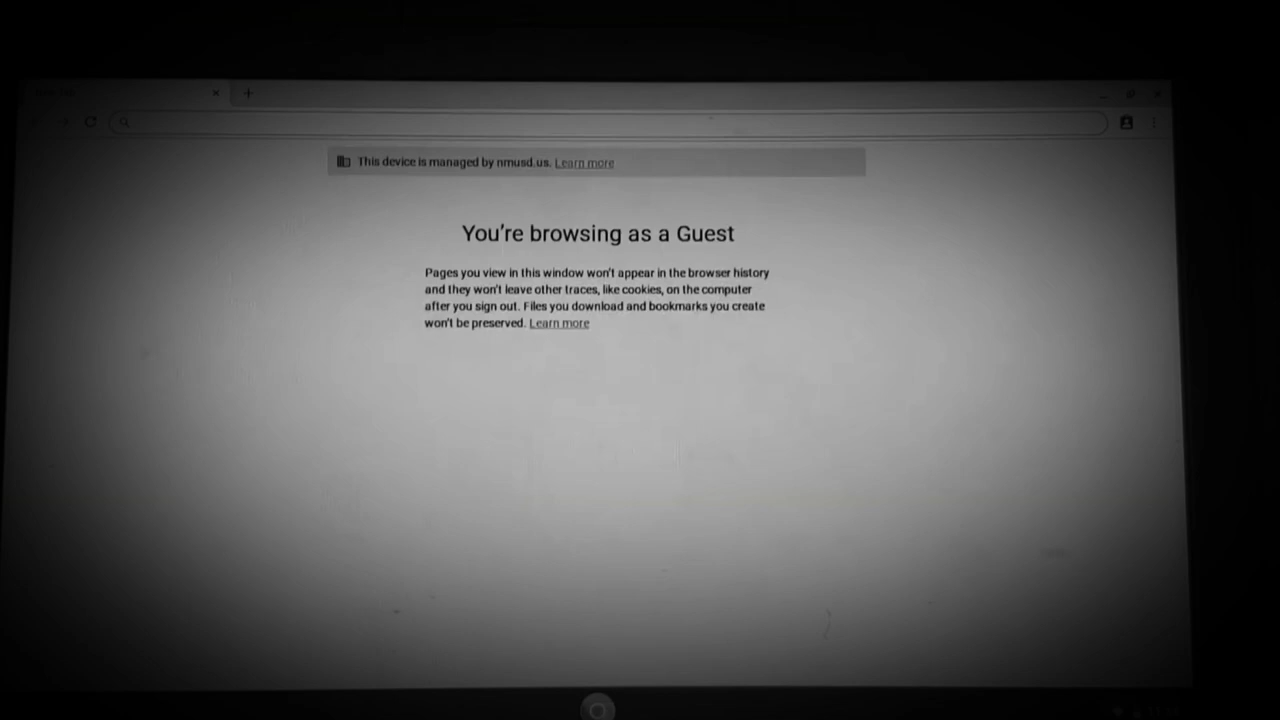 This device is managed by nmusd.us. Learn more
You're browsing as a Guest
Pages you view in this window won't appear in the browser history
and they won't leave other traces, like cookies, on the computer
after you sign out. Files you download and bookmarks you create
won't be preserved. Learn more